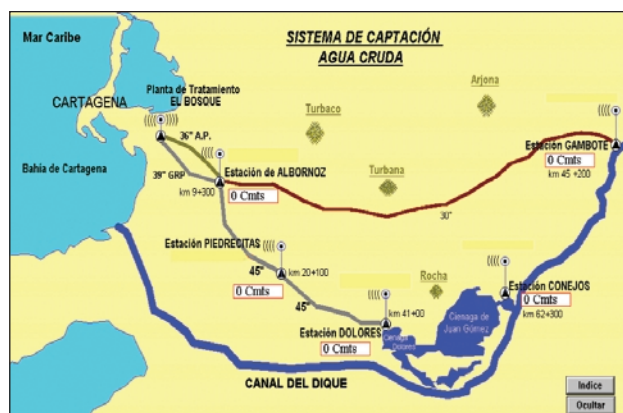 Mar Caribe
SISTEMA DE CAPTACIÓN
AGUA CRUDA
Planta de Tratamiento
EL BOSQUE
CARTAGENA
Arjona
Turbaco
36" A.P.
Estación GAMBOTE
0 Cmts
km 45 +200
Bahía de Cartagena
39" GRP
Estación de ALBORNOZ
km 9+300
0 Cmts
Turbana
30"
Estación PIEDRECITAS
45"
km 20+100
0 Cmts
Rocha
Estación CONEJOS
0 Cmts
km 62+300
45"
km 41+00
Cienaga de
Juan Gómez
Estación DOLORES
0 Cmts
Cienaga
Dolores
CANAL DEL DIQUE
Indice
Ocultar